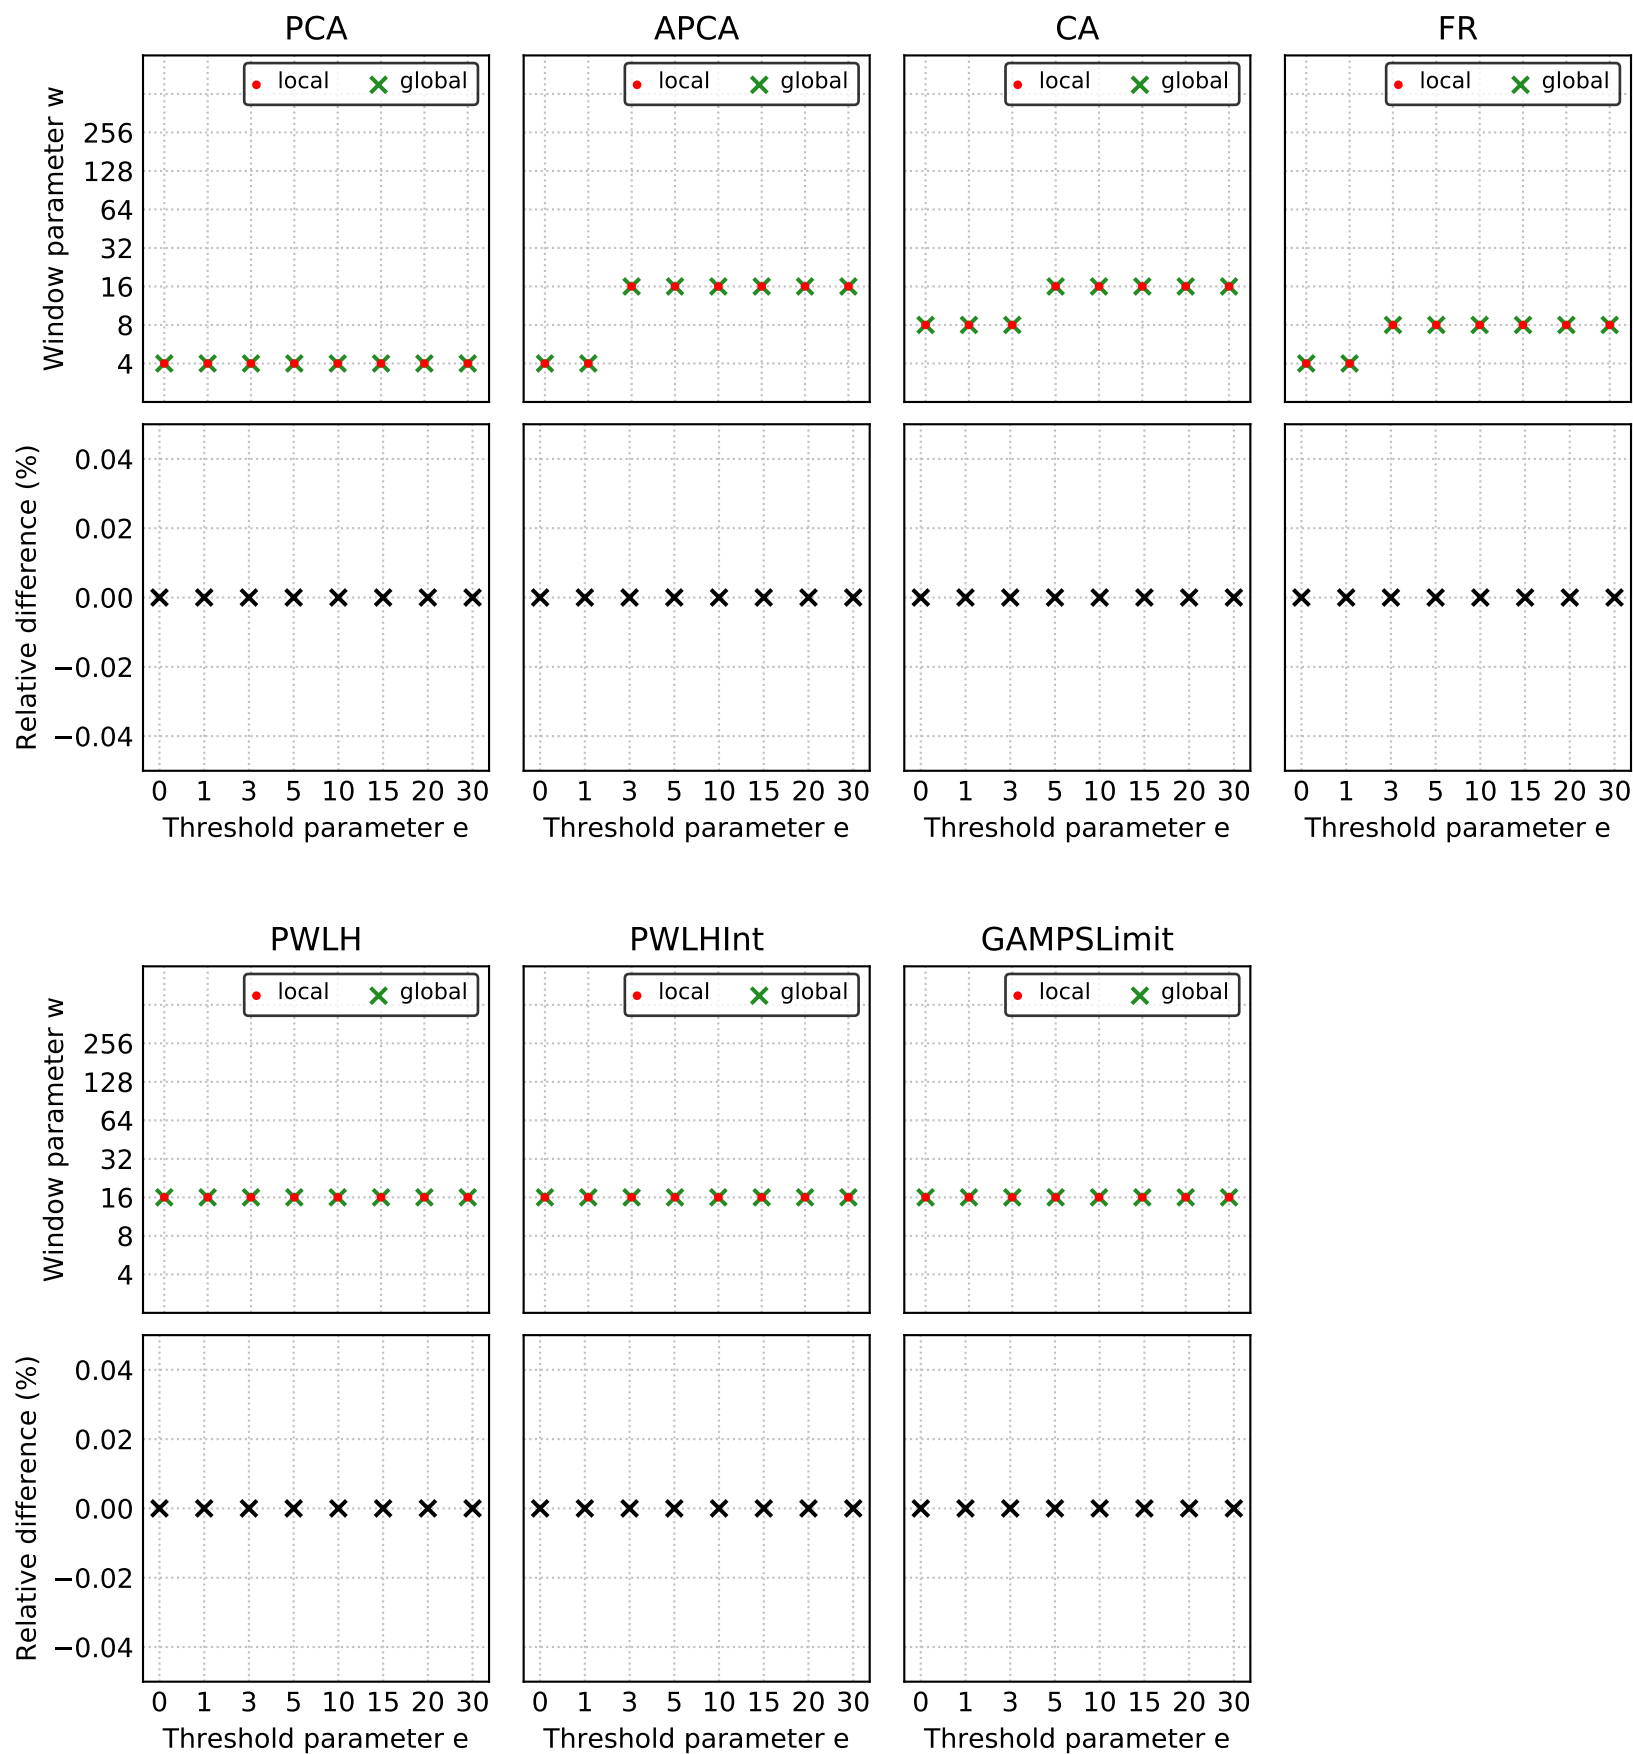 PCA APCA CA FR
local global local global local global local global
Window parameter w
256
128
64
32
16
8
4
Relative difference (%)
0.04
0.02
0.00
−0.02
−0.04
0 1 3 5 10 15 20 30 0 1 3 5 10 15 20 30 0 1 3 5 10 15 20 30 0 1 3 5 10 15 20 30
Threshold parameter e Threshold parameter e Threshold parameter e Threshold parameter e
PWLH PWLHInt GAMPSLimit
local global local global local global
Window parameter w
256
128
64
32
16
8
4
Relative difference (%)
0.04
0.02
0.00
−0.02
−0.04
0 1 3 5 10 15 20 30 0 1 3 5 10 15 20 30 0 1 3 5 10 15 20 30
Threshold parameter e Threshold parameter e Threshold parameter e